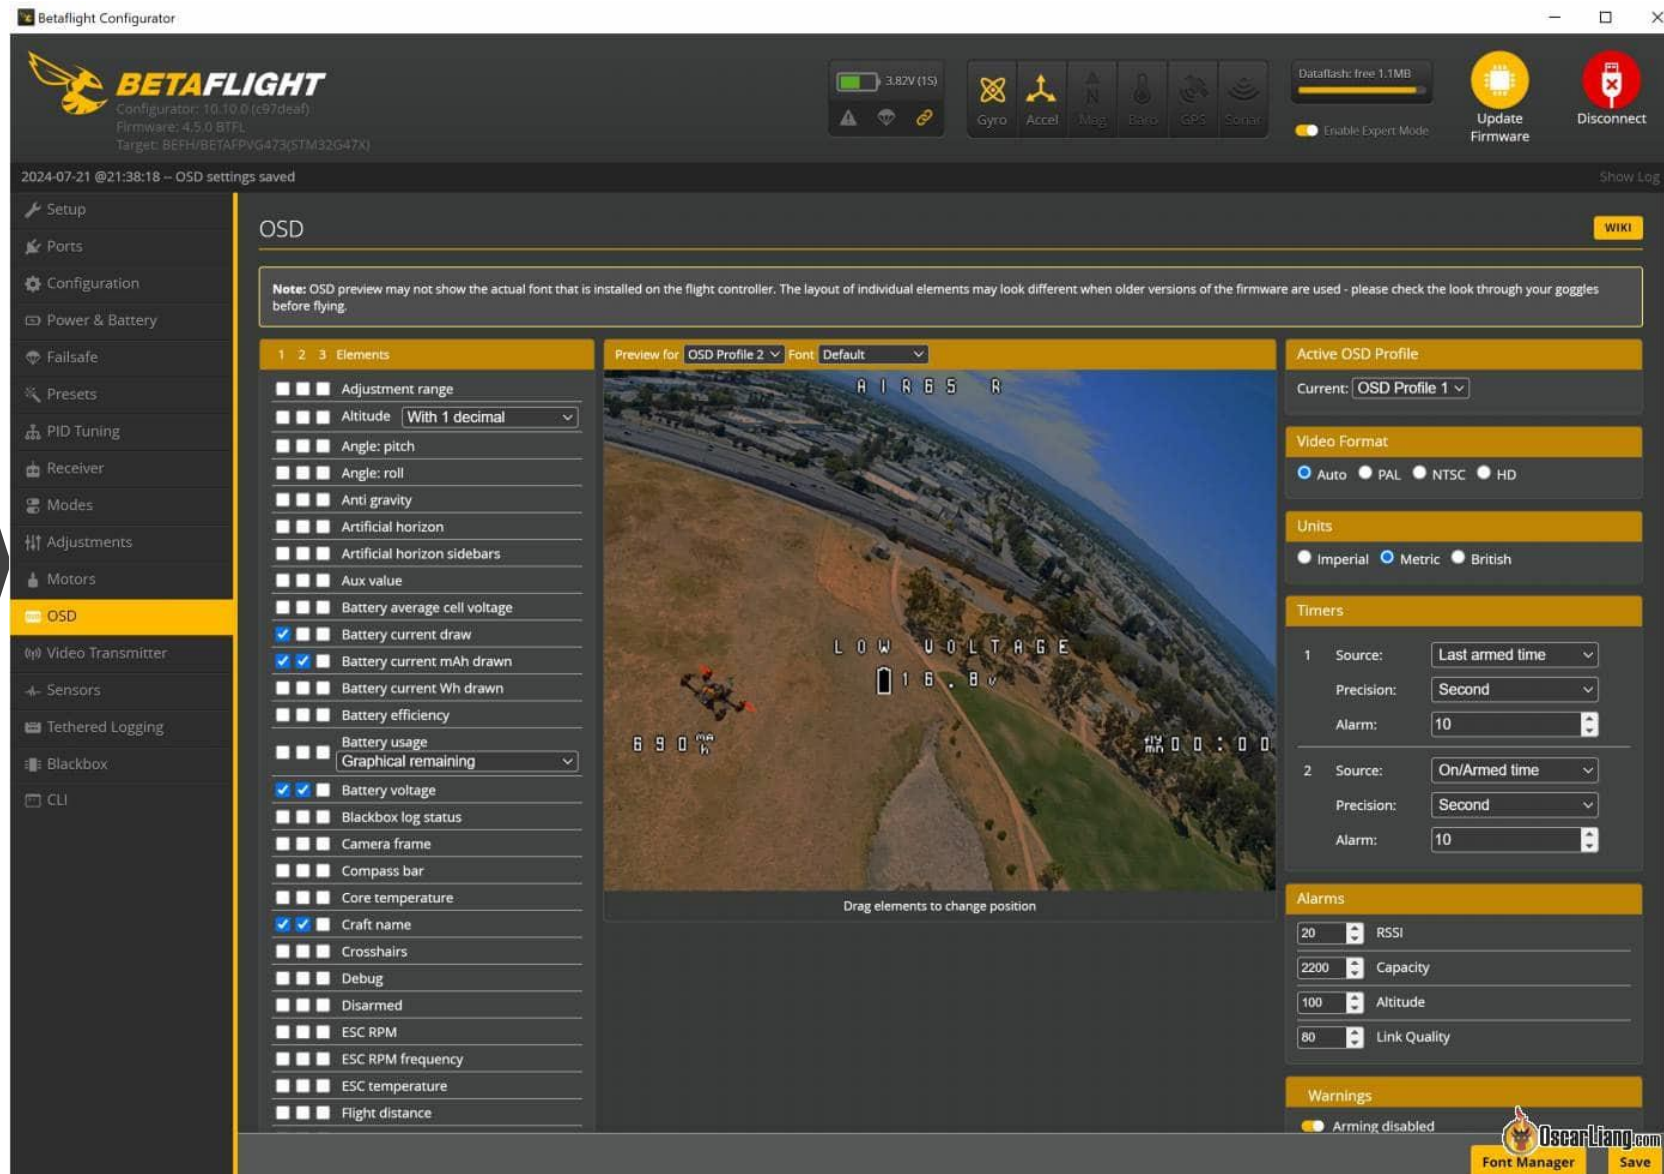 Betaflight Configurator
BETAFLIGHT
Configurator: 10.10.0 (c97deaf)
Firmware: 4.5.0 BTFL
Target: BEFH/BETAFPVG473(STM32G47X)
3.82V (1S)
Gyro Accel Mag Baro GPS Sonar
Dataflash: free 1.1MB
Enable Expert Mode
Update
Firmware
Disconnect
2024-07-21 @21:38:18 -- OSD settings saved
Show Log
Setup
Ports
Configuration
Power & Battery
Failsafe
Presets
PID Tuning
Receiver
Modes
Adjustments
Motors
OSD
Video Transmitter
Sensors
Tethered Logging
Blackbox
CLI
OSD
WIKI
Note: OSD preview may not show the actual font that is installed on the flight controller. The layout of individual elements may look different when older versions of the firmware are used - please check the look through your goggles
before flying.
1 2 3 Elements
Adjustment range
Altitude With 1 decimal
Angle: pitch
Angle: roll
Anti gravity
Artificial horizon
Artificial horizon sidebars
Aux value
Battery average cell voltage
Battery current draw
Battery current mAh drawn
Battery current Wh drawn
Battery efficiency
Battery usage
Graphical remaining
Battery voltage
Blackbox log status
Camera frame
Compass bar
Core temperature
Craft name
Crosshairs
Debug
Disarmed
ESC RPM
ESC RPM frequency
ESC temperature
Flight distance
Preview for OSD Profile 2 Font Default
AIR65 R
LOW VOLTAGE
16.8V
690 mAh
fly mn 00:00
Drag elements to change position
Active OSD Profile
Current: OSD Profile 1
Video Format
Auto PAL NTSC HD
Units
Imperial Metric British
Timers
1 Source: Last armed time
Precision: Second
Alarm: 10
2 Source: On/Armed time
Precision: Second
Alarm: 10
Alarms
20 RSSI
2200 Capacity
100 Altitude
80 Link Quality
Warnings
Arming disabled
OscarLiang.com
Font Manager
Save